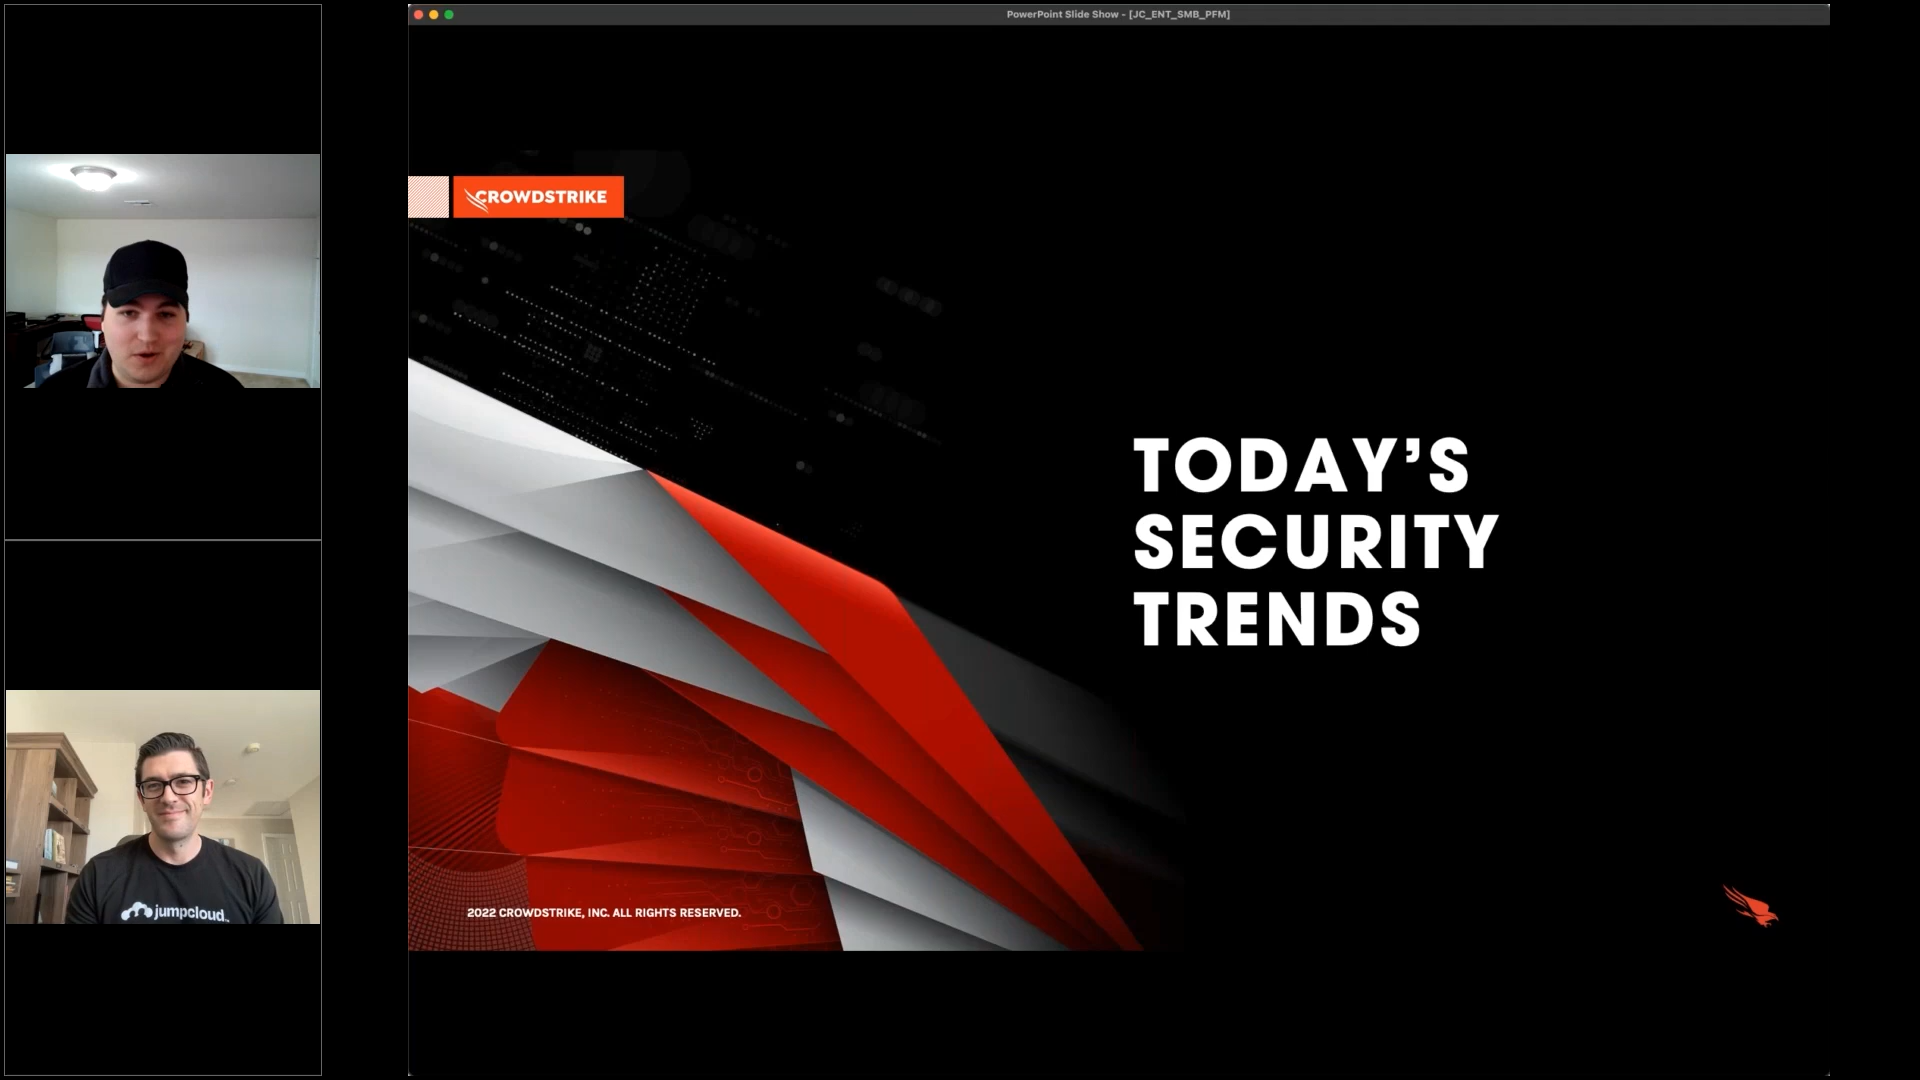 PowerPoint Slide Show - [JC_ENT_SMB_PFM]
CROWDSTRIKE
TODAY’S
SECURITY
TRENDS
2022 CROWDSTRIKE, INC. ALL RIGHTS RESERVED.
jumpcloud